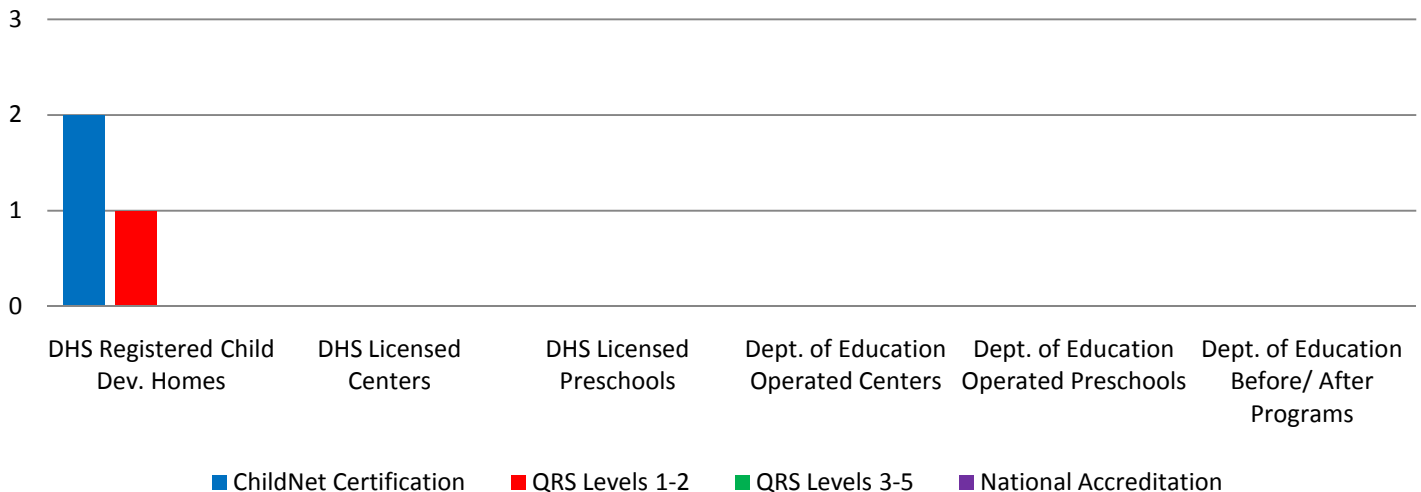 3
2
1
0
DHS Registered Child
Dev. Homes
DHS Licensed
Centers
DHS Licensed
Preschools
Dept. of Education
Operated Centers
Dept. of Education
Operated Preschools
Dept. of Education
Before/ After
Programs
ChildNet Certification
QRS Levels 1-2
QRS Levels 3-5
National Accreditation